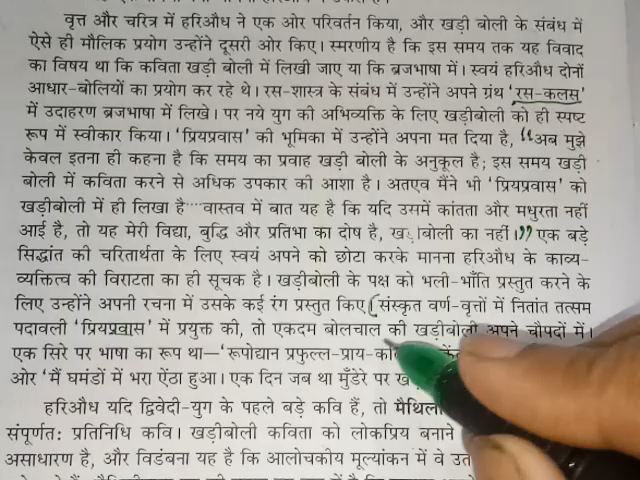 वृत्त और चरित्र में हरिऔध ने एक ओर परिवर्तन किया, और खड़ी बोली के संबंध में
ऐसे ही मौलिक प्रयोग उन्होंने दूसरी ओर किए। स्मरणीय है कि इस समय तक यह विवाद
का विषय था कि कविता खड़ी बोली में लिखी जाए या कि ब्रजभाषा में। स्वयं हरिऔध दोनों
आधार-बोलियों का प्रयोग कर रहे थे। रस-शास्त्र के संबंध में उन्होंने अपने ग्रंथ 'रस-कलस'
में उदाहरण ब्रजभाषा में लिखे। पर नये युग की अभिव्यक्ति के लिए खड़ीबोली को ही स्पष्ट
रूप में स्वीकार किया। 'प्रियप्रवास' की भूमिका में उन्होंने अपना मत दिया है, "अब मुझे
केवल इतना ही कहना है कि समय का प्रवाह खड़ी बोली के अनुकूल है; इस समय खड़ी
बोली में कविता करने से अधिक उपकार की आशा है। अतएव मैंने भी 'प्रियप्रवास' को
खड़ीबोली में ही लिखा है....वास्तव में बात यह है कि यदि उसमें कांतता और मधुरता नहीं
आई है, तो यह मेरी विद्या, बुद्धि और प्रतिभा का दोष है, खड़ीबोली का नहीं।" एक बड़े
सिद्धांत की चरितार्थता के लिए स्वयं अपने को छोटा करके मानना हरिऔध के काव्य-
व्यक्तित्व की विराटता का ही सूचक है। खड़ीबोली के पक्ष को भली-भाँति प्रस्तुत करने के
लिए उन्होंने अपनी रचना में उसके कई रंग प्रस्तुत किए (संस्कृत वर्ण-वृत्तों में नितांत तत्सम
पदावली 'प्रियप्रवास' में प्रयुक्त की, तो एकदम बोलचाल की खड़ीबोली अपने चौपदों में।
एक सिरे पर भाषा का रूप था—'रूपोद्यान प्रफुल्ल-प्राय-
ओर 'मैं घमंडों में भरा ऐंठा हुआ। एक दिन जब था मुँडेरे पर
हरिऔध यदि द्विवेदी-युग के पहले बड़े कवि हैं, तो
संपूर्णत: प्रतिनिधि कवि। खड़ीबोली कविता को लोकप्रिय बनाने
असाधारण है, और विडंबना यह है कि आलोचकीय मूल्यांकन में वे